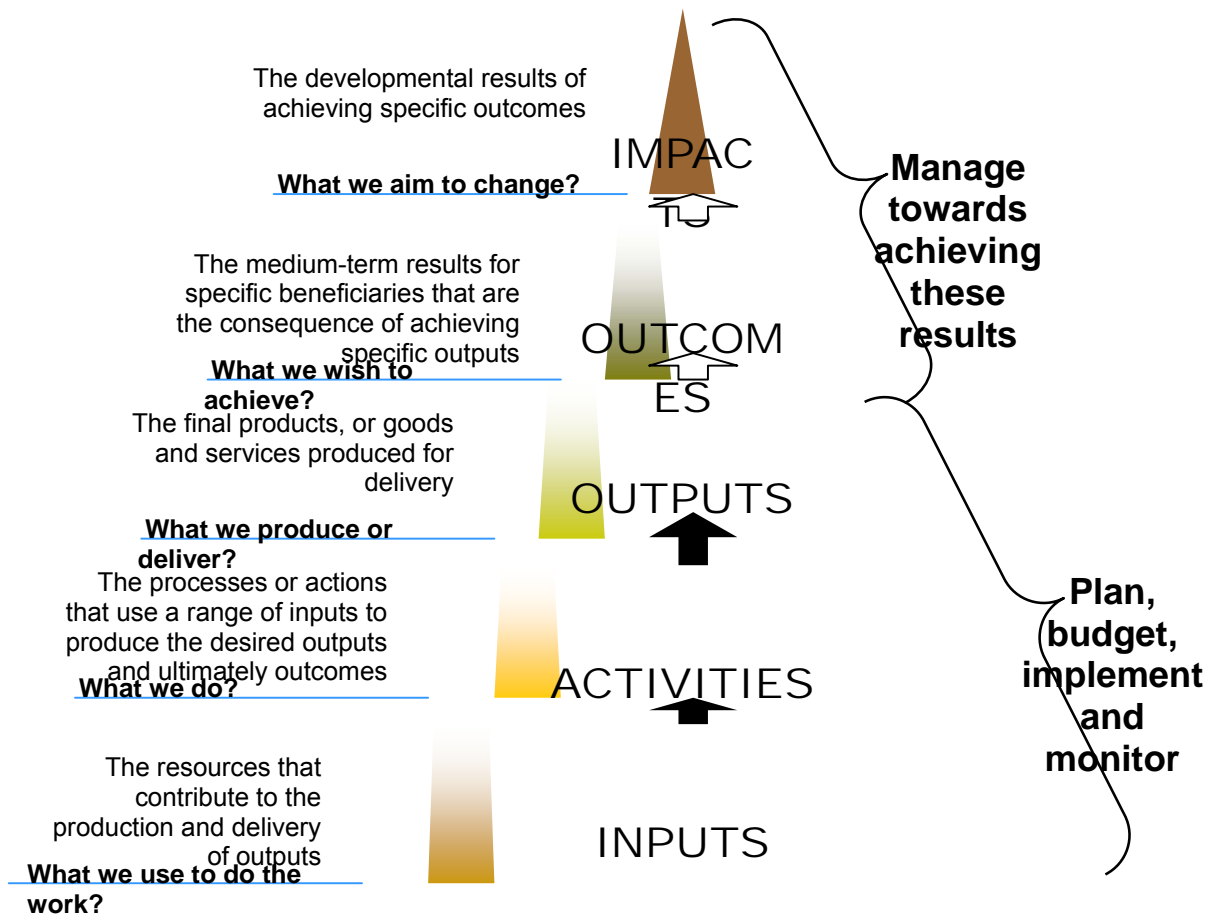 The developmental results of
achieving specific outcomes
IMPAC
TS
What we aim to change?
Manage
towards
achieving
these
results
The medium-term results for
specific beneficiaries that are
the consequence of achieving
specific outputs
OUTCOM
ES
What we wish to
achieve?
The final products, or goods
and services produced for
delivery
OUTPUTS
What we produce or
deliver?
The processes or actions
that use a range of inputs to
produce the desired outputs
and ultimately outcomes
ACTIVITIES
What we do?
Plan,
budget,
implement
and
monitor
The resources that
contribute to the
production and delivery
of outputs
INPUTS
What we use to do the
work?